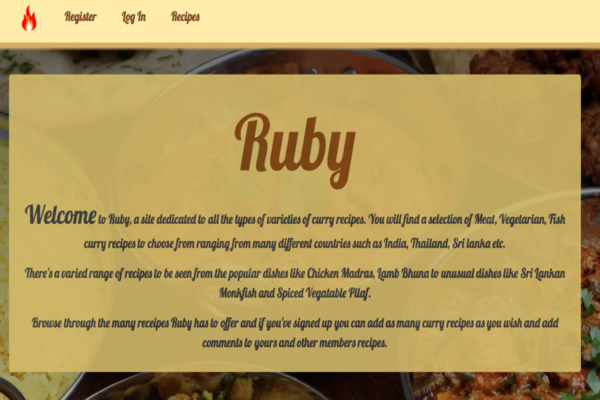 Register Log In Recipes
Ruby
Welcome to Ruby, a site dedicated to all the types of varieties of curry recipes. You will find a selection of Meat, Vegetarian, Fish
curry recipes to choose from ranging from many different countries such as India, Thailand, Sri lanka etc.
There's a varied range of recipes to be seen from the popular dishes like Chicken Madras, Lamb Bhuna to unusual dishes like Sri Lankan
Monkfish and Spiced Vegatable Pilaf.
Browse through the many receipes Ruby has to offer and if you've signed up you can add as many curry recipes as you wish and add
comments to yours and other members recipes.